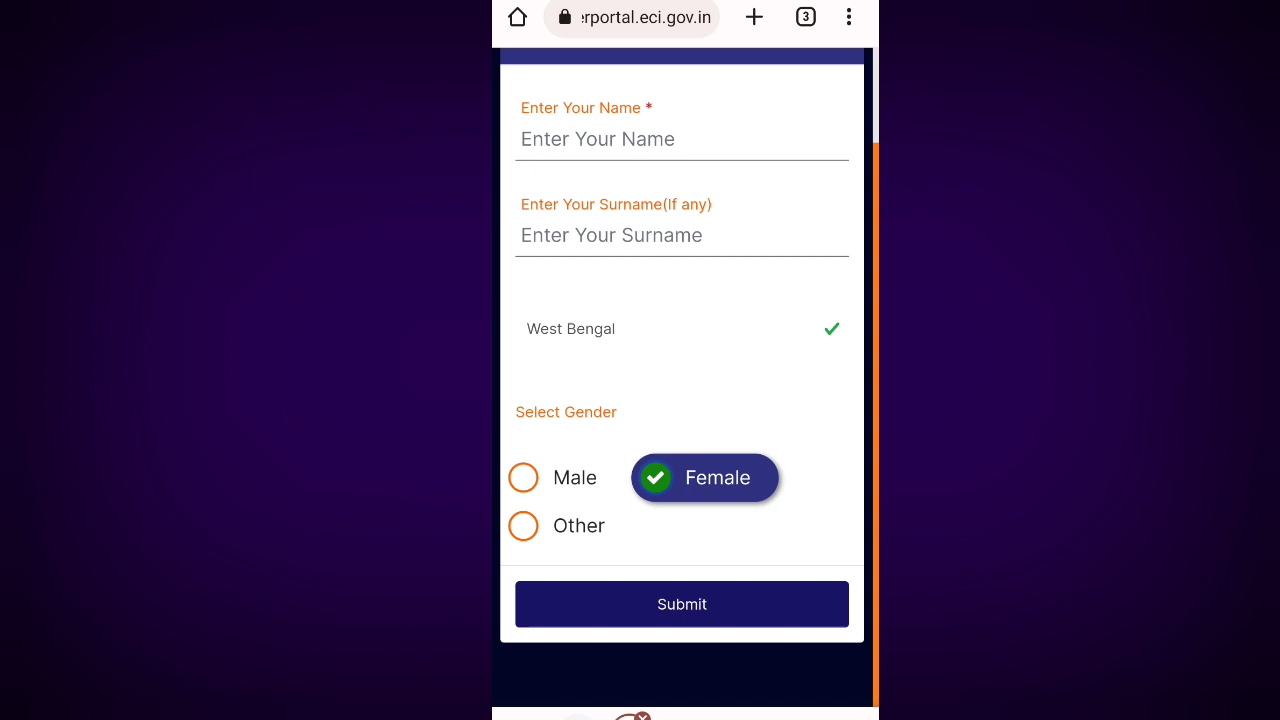 erportal.eci.gov.in
3
Enter Your Name *
Enter Your Name
Enter Your Surname(If any)
Enter Your Surname
West Bengal
Select Gender
Male
Female
Other
Submit